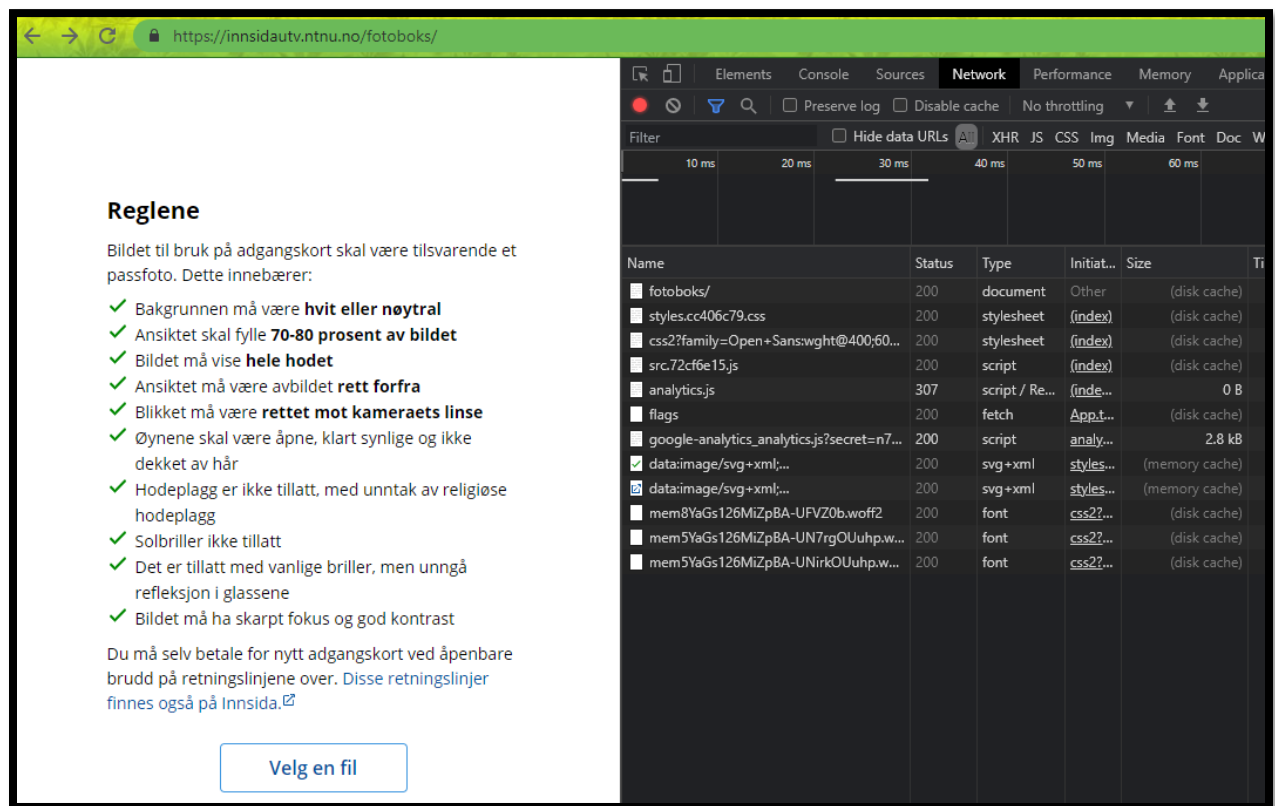 https://innsidautv.ntnu.no/fotoboks/
Reglene
Bildet til bruk på adgangskort skal være tilsvarende et
passfoto. Dette innebærer:
Bakgrunnen må være hvit eller nøytral
Ansiktet skal fylle 70-80 prosent av bildet
Bildet må vise hele hodet
Ansiktet må være avbildet rett forfra
Blikket må være rettet mot kameraets linse
Øynene skal være åpne, klart synlige og ikke
dekket av hår
Hodeplagg er ikke tillatt, med unntak av religiøse
hodeplagg
Solbriller ikke tillatt
Det er tillatt med vanlige briller, men unngå
refleksjon i glassene
Bildet må ha skarpt fokus og god kontrast
Du må selv betale for nytt adgangskort ved åpenbare
brudd på retningslinjene over. Disse retningslinjer
finnes også på Innsida.
Velg en fil
Elements Console Sources Network Performance Memory Applica
Preserve log Disable cache No throttling
Filter Hide data URLs All XHR JS CSS Img Media Font Doc W
10 ms 20 ms 30 ms 40 ms 50 ms 60 ms
Name Status Type Initiat... Size Ti
fotoboks/ 200 document Other (disk cache)
styles.cc406c79.css 200 stylesheet (index) (disk cache)
css2?family=Open+Sans:wght@400;60... 200 stylesheet (index) (disk cache)
src.72cf6e15.js 200 script (index) (disk cache)
analytics.js 307 script / Re... (inde... 0 B
flags 200 fetch App.t... (disk cache)
google-analytics_analytics.js?secret=n7... 200 script analy... 2.8 kB
data:image/svg+xml;... 200 svg+xml styles... (memory cache)
data:image/svg+xml;... 200 svg+xml styles... (memory cache)
mem8YaGs126MiZpBA-UFVZ0b.woff2 200 font css2?... (disk cache)
mem5YaGs126MiZpBA-UN7rgOUuhp.w... 200 font css2?... (disk cache)
mem5YaGs126MiZpBA-UNirkOUuhp.w... 200 font css2?... (disk cache)